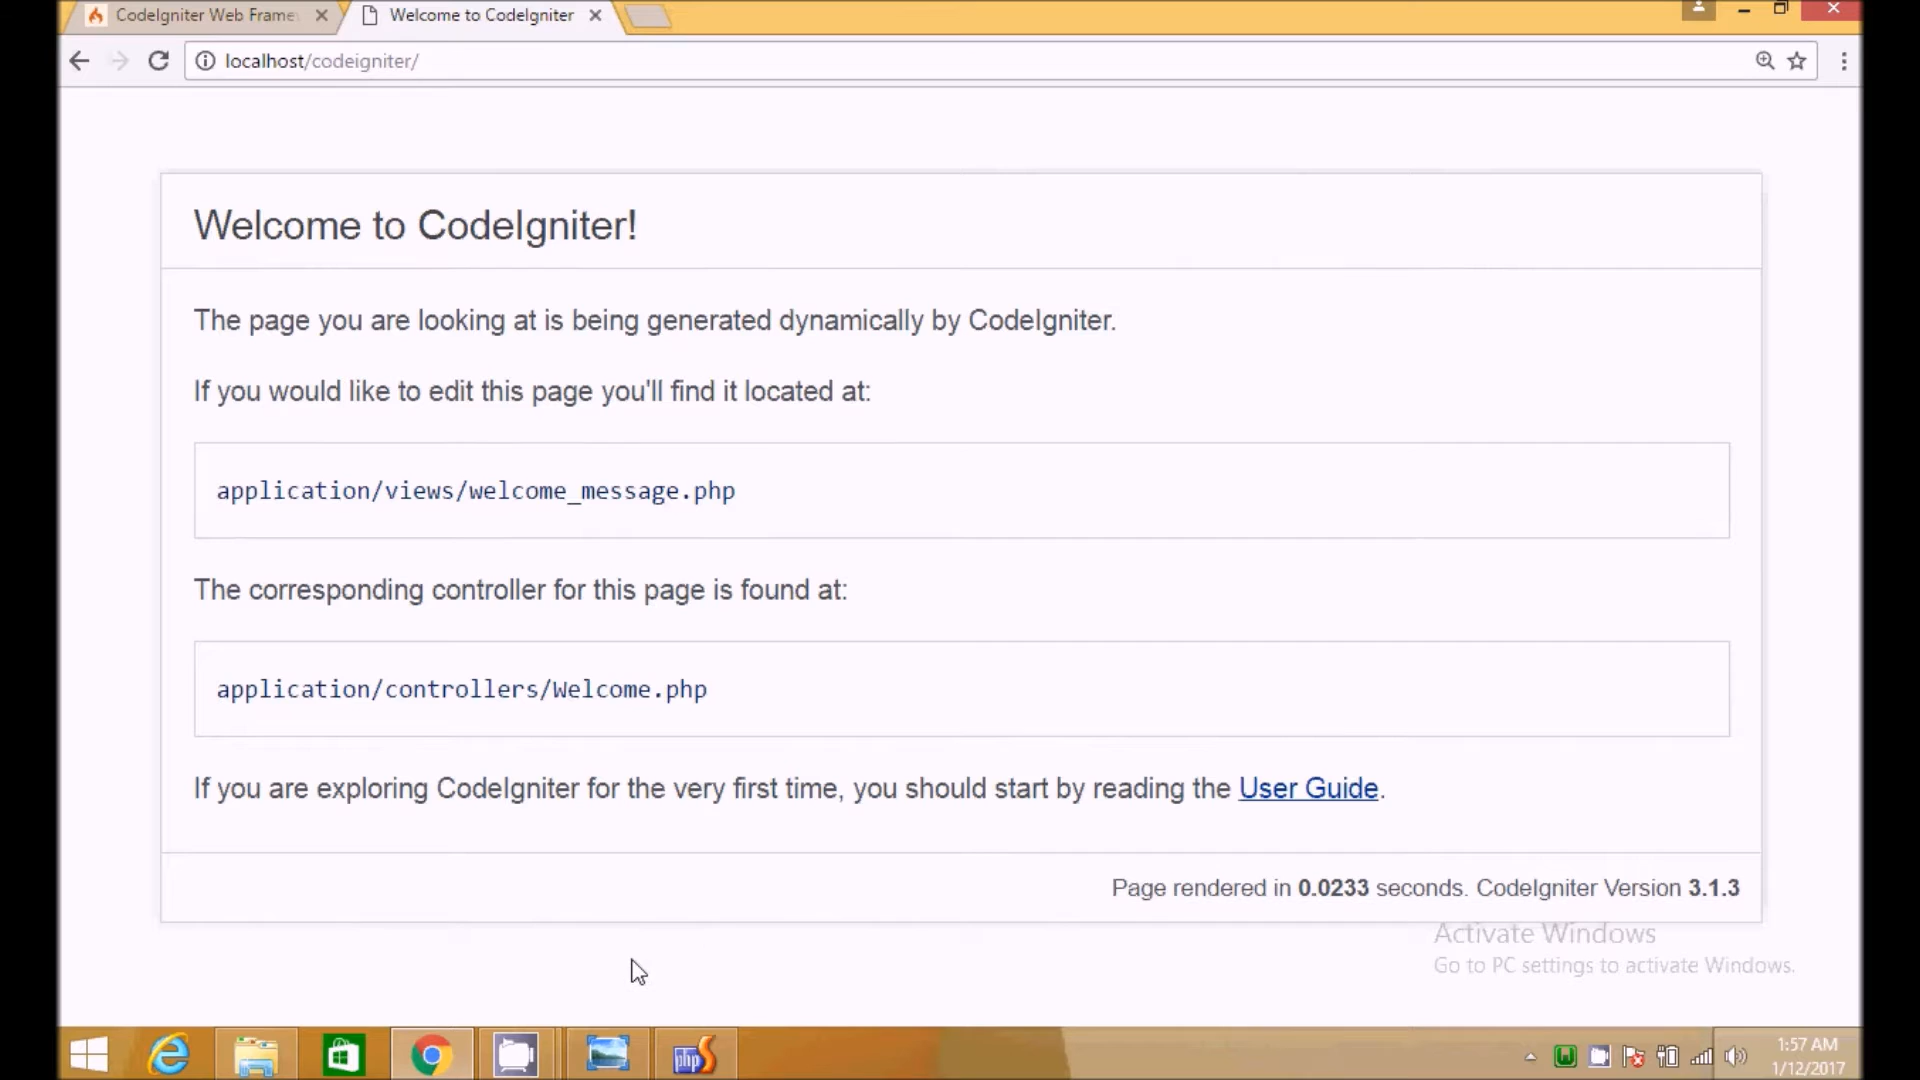 CodeIgniter Web Frame
Welcome to CodeIgniter
localhost/codeigniter/
Welcome to CodeIgniter!
The page you are looking at is being generated dynamically by CodeIgniter.
If you would like to edit this page you'll find it located at:
application/views/welcome_message.php
The corresponding controller for this page is found at:
application/controllers/Welcome.php
If you are exploring CodeIgniter for the very first time, you should start by reading the User Guide.
Page rendered in 0.0233 seconds. CodeIgniter Version 3.1.3
Activate Windows
Go to PC settings to activate Windows.
php
1:57 AM
1/12/2017